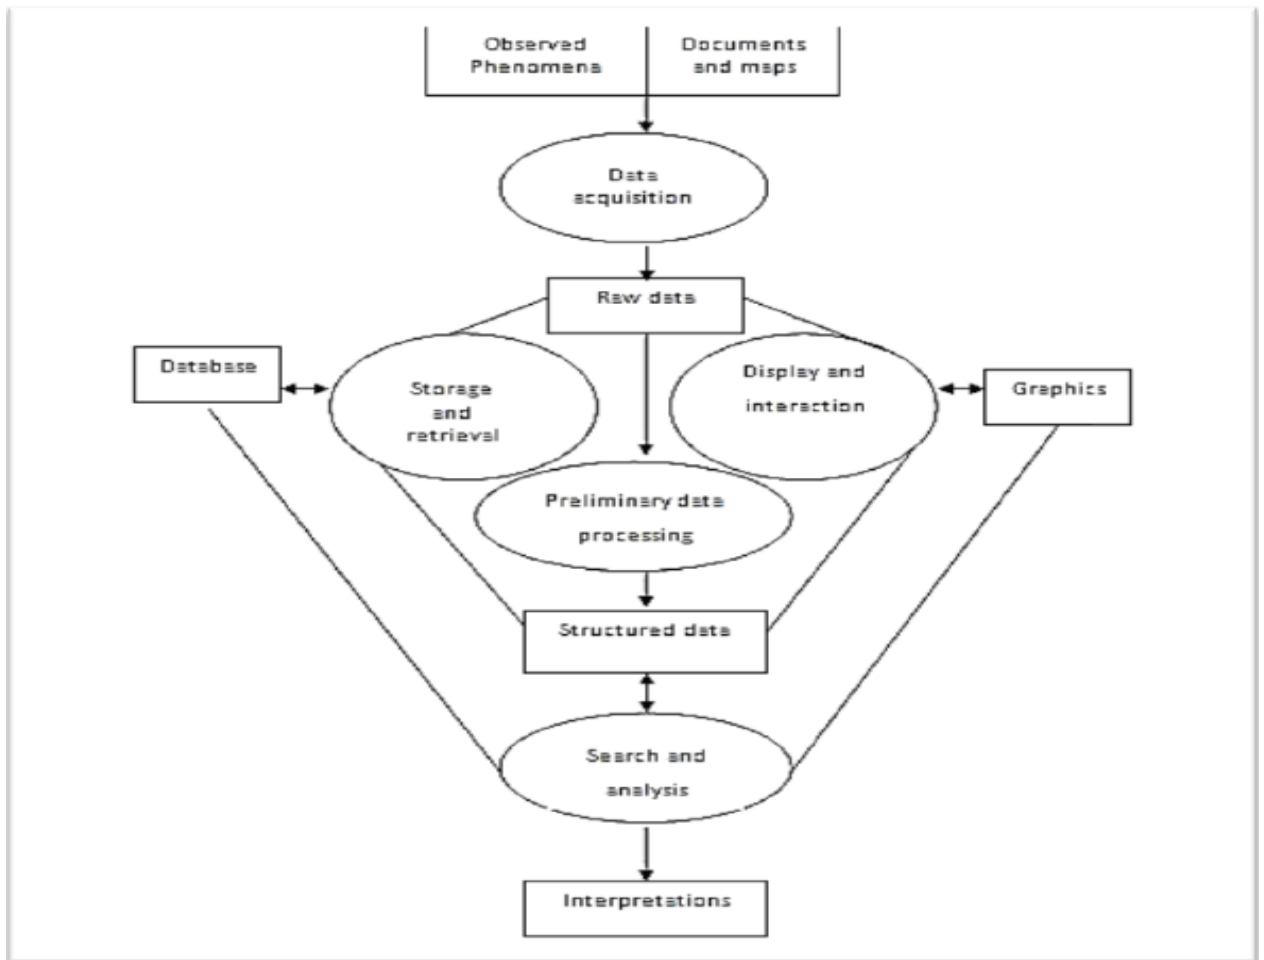 Observed
Phenomena
Documents
and maps
Data
acquisition
Raw data
Database
Storage
and
retrieval
Display and
interaction
Graphics
Preliminary data
processing
Structured data
Search and
analysis
Interpretations